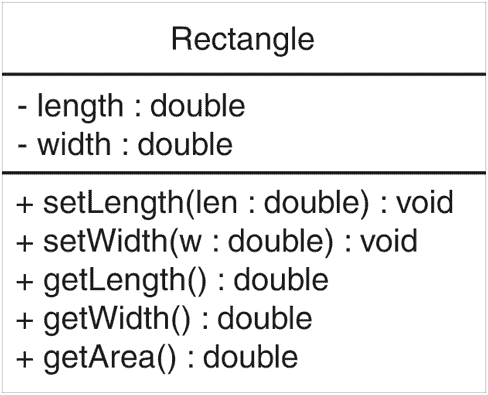 Rectangle
- length : double
- width : double
+ setLength(len : double) : void
+ setWidth(w : double) : void
+ getLength() : double
+ getWidth() : double
+ getArea() : double